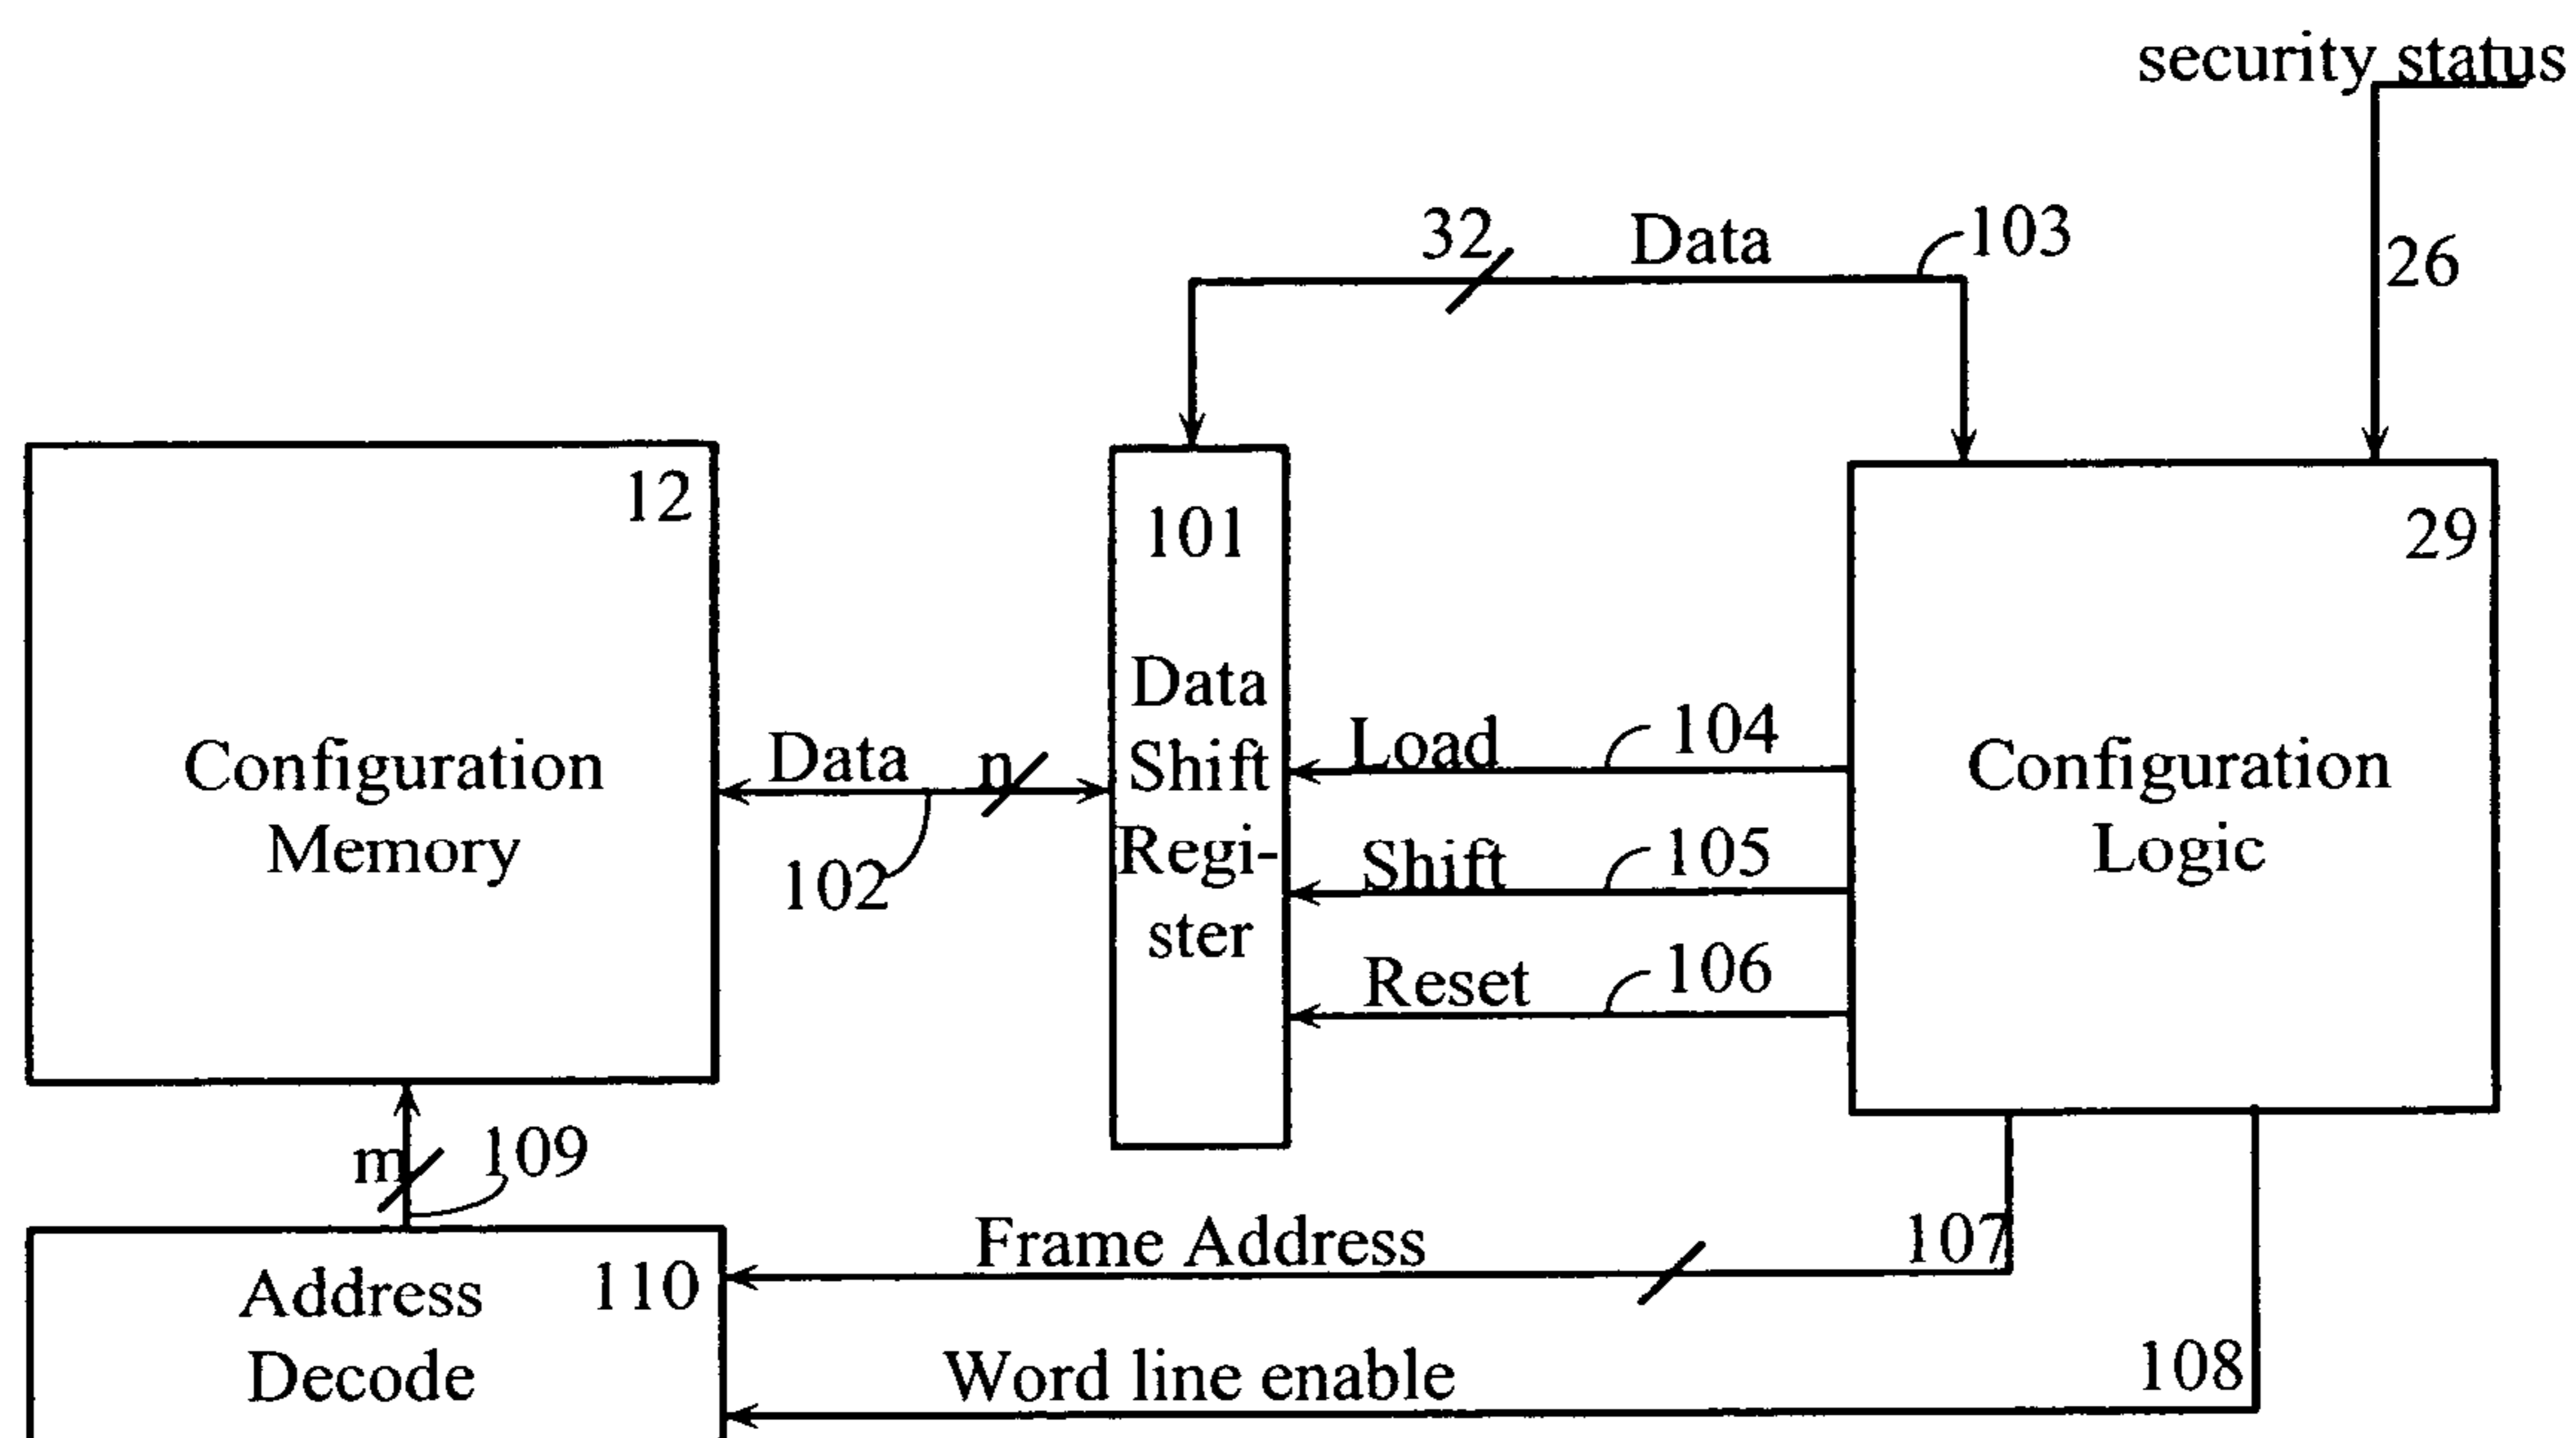 security status
32 Data 103
26
12
101
29
Data
Shift
Regi-
ster
Configuration
Memory
Data n
102
Load 104
Shift 105
Reset 106
Configuration
Logic
m 109
Frame Address 107
Address
Decode
110
Word line enable 108